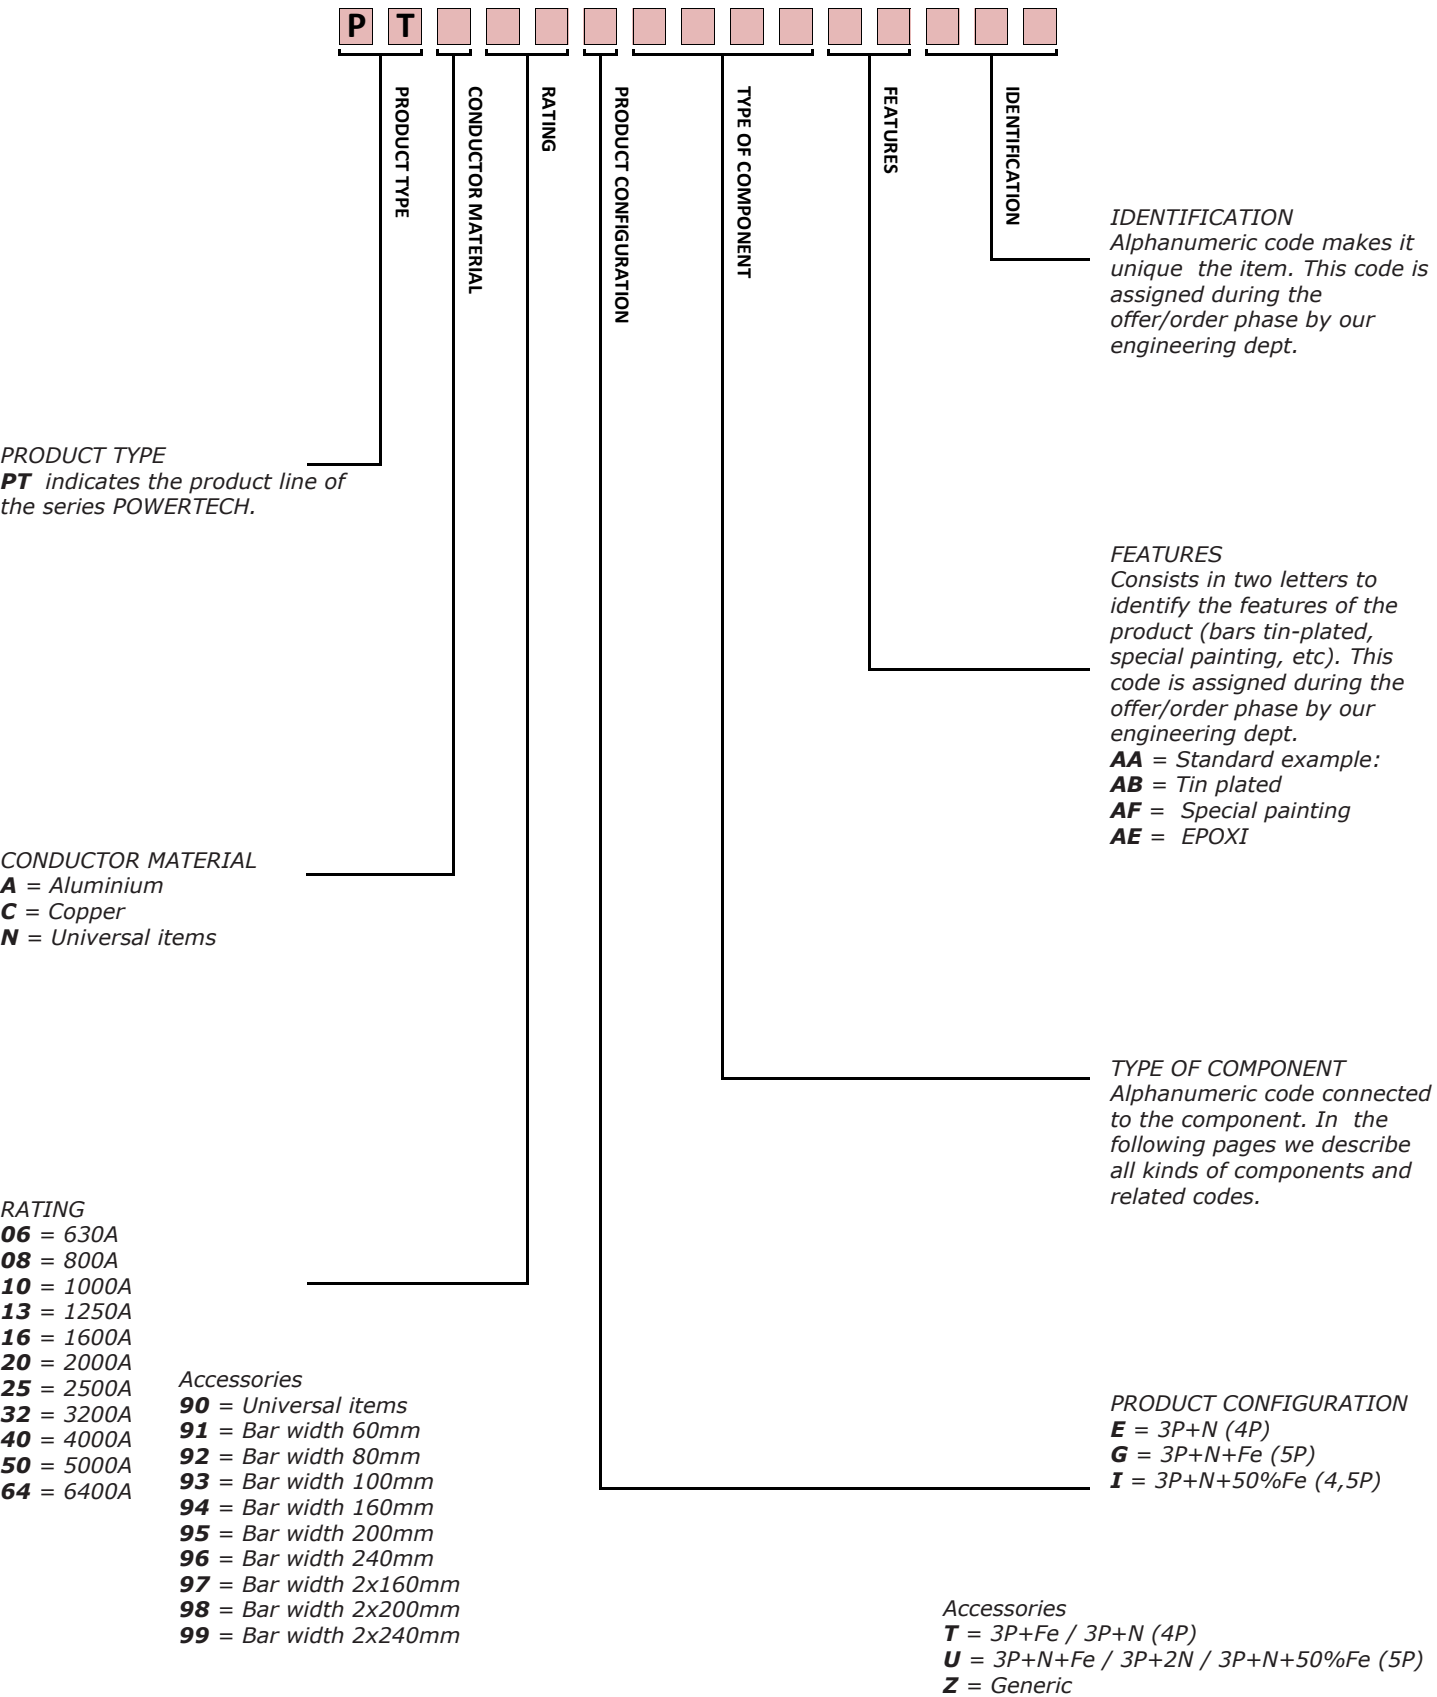 P T
PRODUCT TYPE
CONDUCTOR MATERIAL
RATING
PRODUCT CONFIGURATION
TYPE OF COMPONENT
FEATURES
IDENTIFICATION
IDENTIFICATION
Alphanumeric code makes it
unique the item. This code is
assigned during the
offer/order phase by our
engineering dept.
PRODUCT TYPE
PT indicates the product line of
the series POWERTECH.
FEATURES
Consists in two letters to
identify the features of the
product (bars tin-plated,
special painting, etc). This
code is assigned during the
offer/order phase by our
engineering dept.
AA = Standard example:
AB = Tin plated
AF = Special painting
AE = EPOXI
CONDUCTOR MATERIAL
A = Aluminium
C = Copper
N = Universal items
TYPE OF COMPONENT
Alphanumeric code connected
to the component. In the
following pages we describe
all kinds of components and
related codes.
RATING
06 = 630A
08 = 800A
10 = 1000A
13 = 1250A
16 = 1600A
20 = 2000A
25 = 2500A
32 = 3200A
40 = 4000A
50 = 5000A
64 = 6400A
Accessories
90 = Universal items
91 = Bar width 60mm
92 = Bar width 80mm
93 = Bar width 100mm
94 = Bar width 160mm
95 = Bar width 200mm
96 = Bar width 240mm
97 = Bar width 2x160mm
98 = Bar width 2x200mm
99 = Bar width 2x240mm
PRODUCT CONFIGURATION
E = 3P+N (4P)
G = 3P+N+Fe (5P)
I = 3P+N+50%Fe (4,5P)
Accessories
T = 3P+Fe / 3P+N (4P)
U = 3P+N+Fe / 3P+2N / 3P+N+50%Fe (5P)
Z = Generic